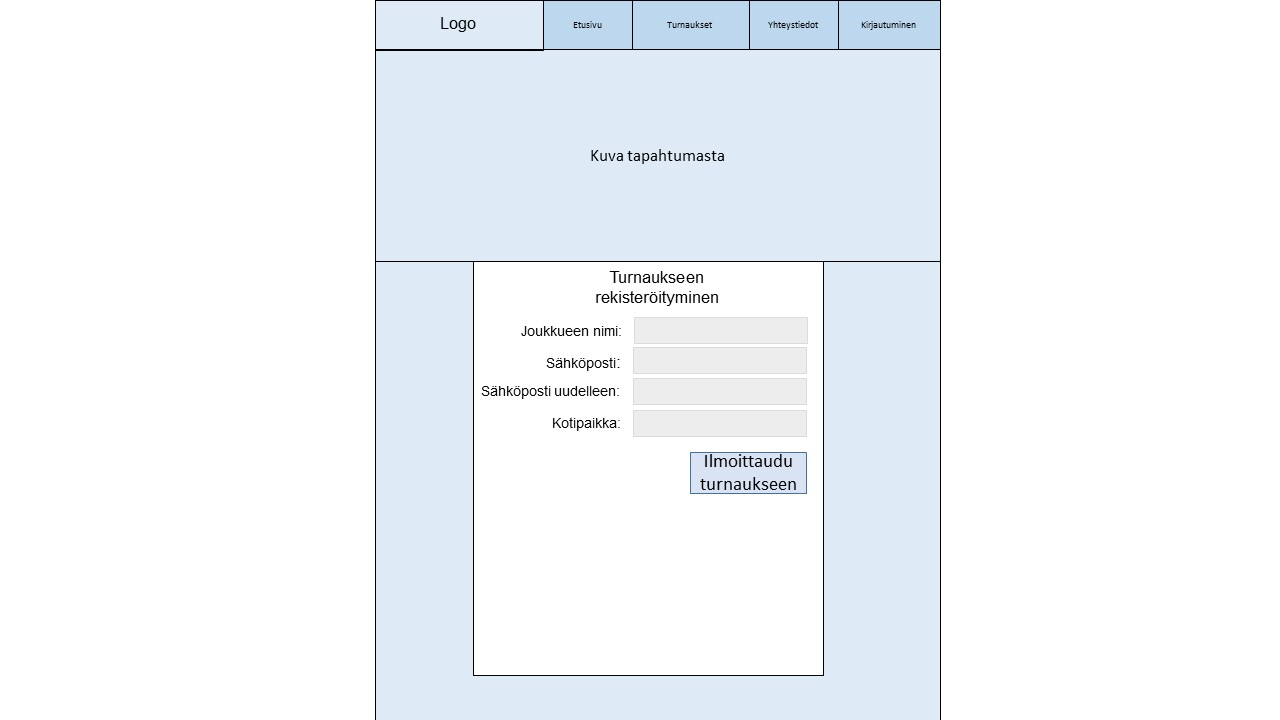 Logo
Etusivu
Turnaukset
Yhteystiedot
Kirjautuminen
Kuva tapahtumasta
Turnaukseen
rekisteröityminen
Joukkueen nimi:
Sähköposti:
Sähköposti uudelleen:
Kotipaikka:
Ilmoittaudu
turnaukseen